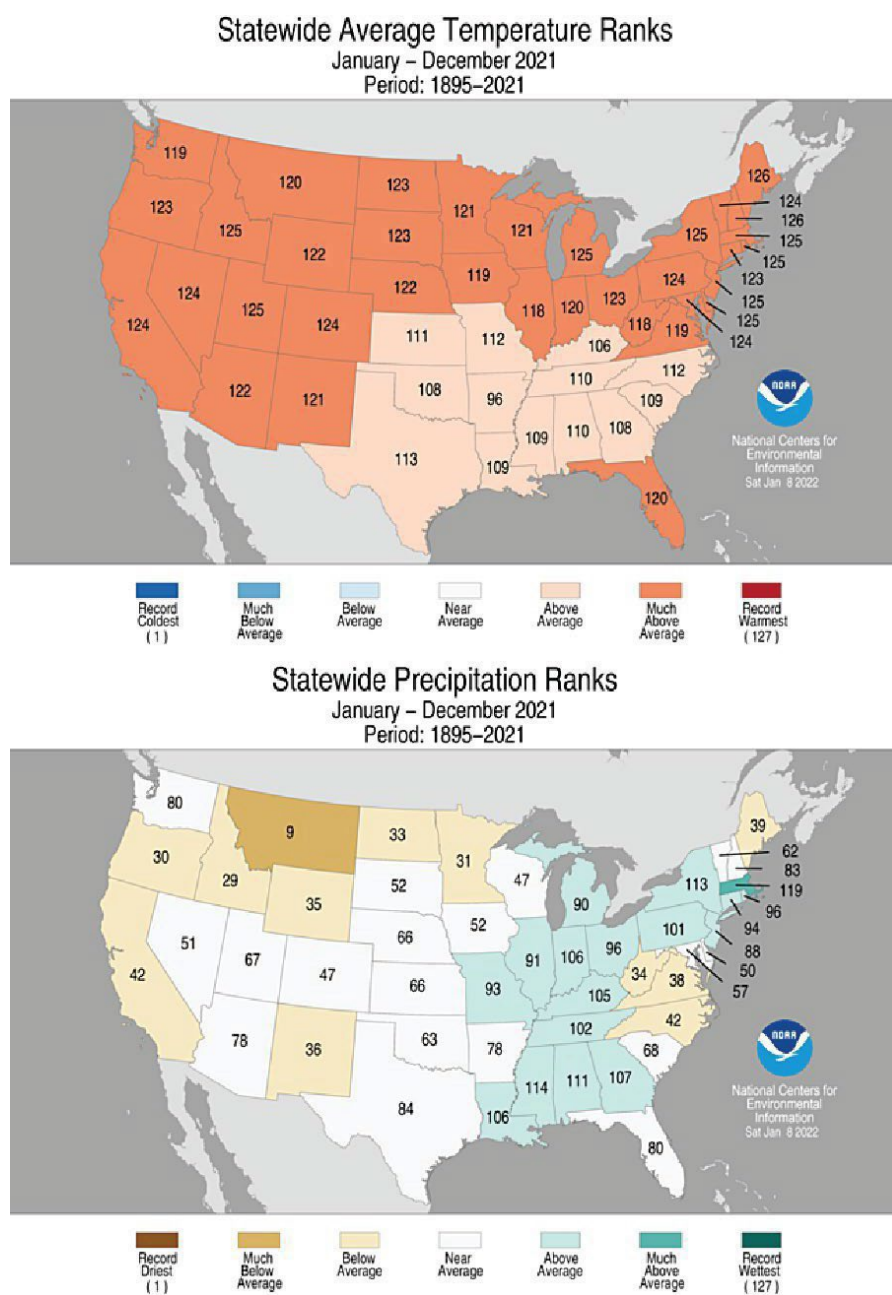 Statewide Average Temperature Ranks
January – December 2021
Period: 1895–2021
119
120
123
121
126
124
126
125
125
123
125
125
124
123
125
122
123
121
125
125
124
124
125
124
122
119
118
120
123
124
118
119
122
121
111
112
106
108
96
110
112
109
113
109
109
110
108
120
NOAA
National Centers for
Environmental
Information
Sat Jan 8 2022
Record
Coldest
(1)
Much
Below
Average
Below
Average
Near
Average
Above
Average
Much
Above
Average
Record
Warmest
(127)
Statewide Precipitation Ranks
January – December 2021
Period: 1895–2021
80
9
33
31
39
62
83
119
96
94
88
50
57
30
29
35
52
47
90
113
42
51
67
47
66
52
91
106
96
101
34
38
78
36
66
93
105
63
78
102
42
68
84
106
114
111
107
80
NOAA
National Centers for
Environmental
Information
Sat Jan 8 2022
Record
Driest
(1)
Much
Below
Average
Below
Average
Near
Average
Above
Average
Much
Above
Average
Record
Wettest
(127)